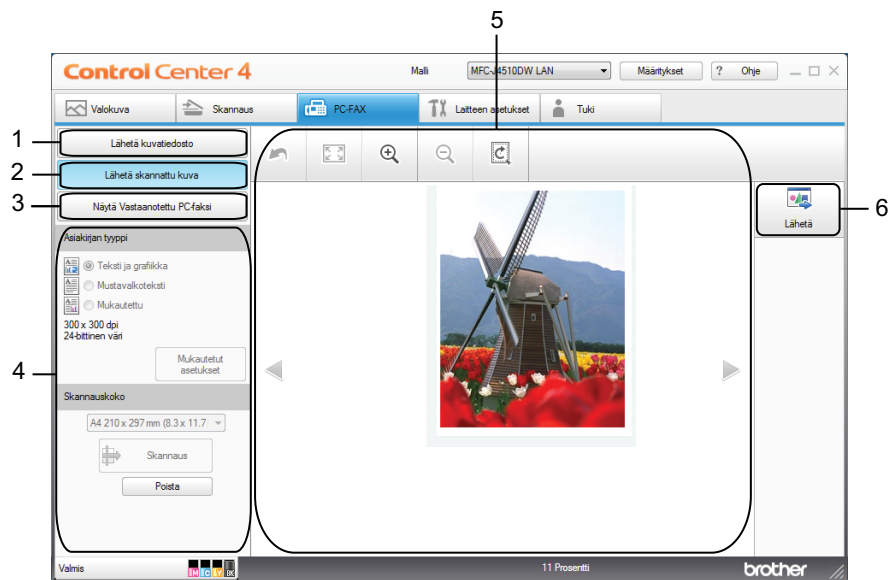 5
Control Center 4
Malli
MFC-J4510DW LAN
Määritykset
? Ohje
Valokuva
Skannaus
PC-FAX
Laitteen asetukset
Tuki
1
Lähetä kuvatiedosto
2
Lähetä skannattu kuva
3
Näytä Vastaanotettu PC-faksi
6
Lähetä
Asiakirjan tyyppi
Teksti ja grafiikka
Mustavalkoteksti
Mukautettu
300 x 300 dpi
24-bittinen väri
4
Mukautetut
asetukset
Skannauskoko
A4 210 x 297 mm (8.3 x 11.7
Skannaus
Poista
Valmis
M C Y BK
11 Prosentti
brother